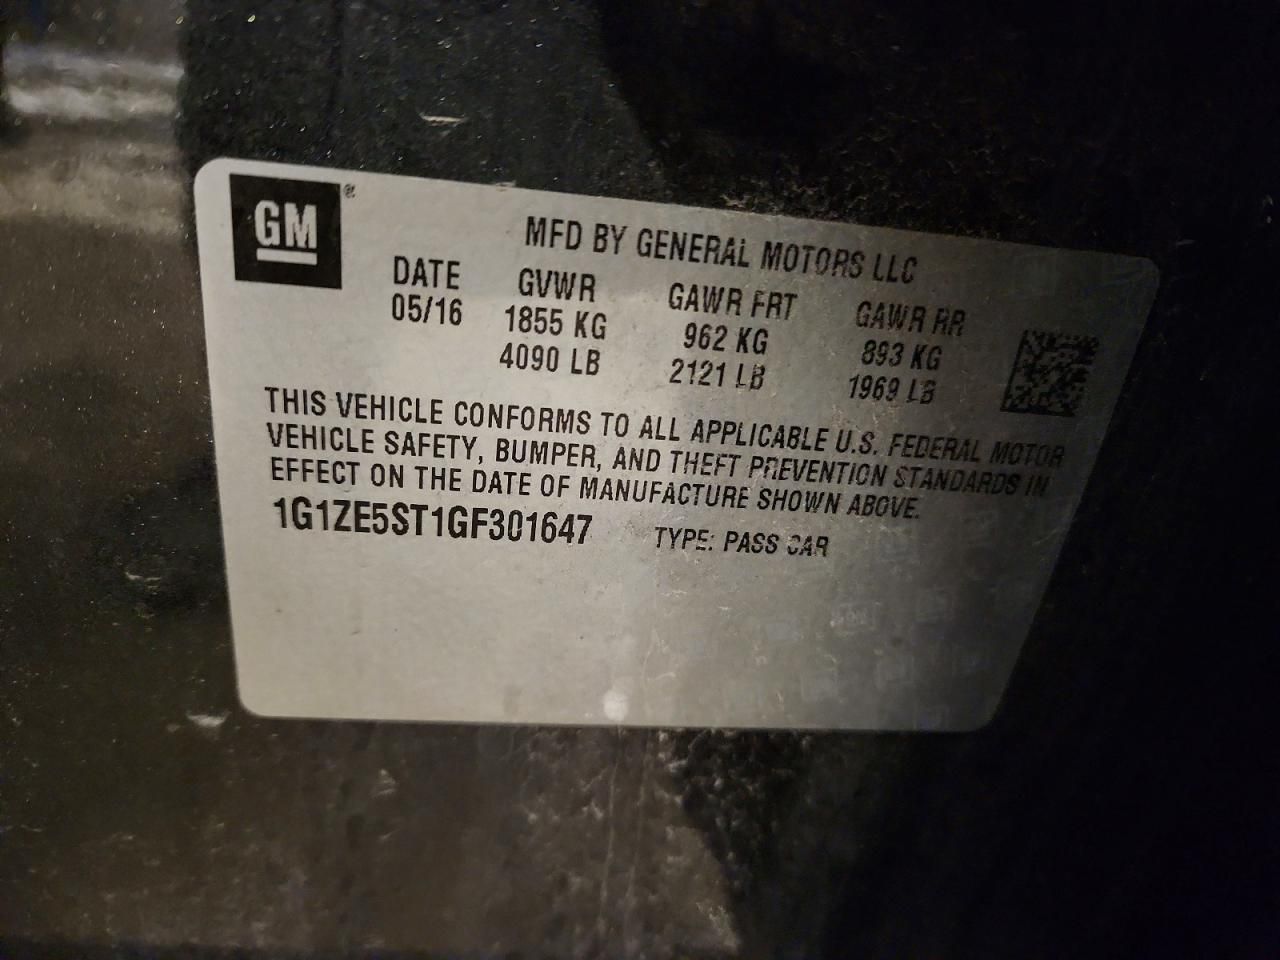 GM®
MFD BY GENERAL MOTORS LLC
DATE GVWR GAWR FRT GAWR RR
05/16 1855 KG 962 KG 893 KG
4090 LB 2121 LB 1969 LB
THIS VEHICLE CONFORMS TO ALL APPLICABLE U.S. FEDERAL MOTOR
VEHICLE SAFETY, BUMPER, AND THEFT PREVENTION STANDARDS IN
EFFECT ON THE DATE OF MANUFACTURE SHOWN ABOVE.
1G1ZE5ST1GF301647 TYPE: PASS CAR